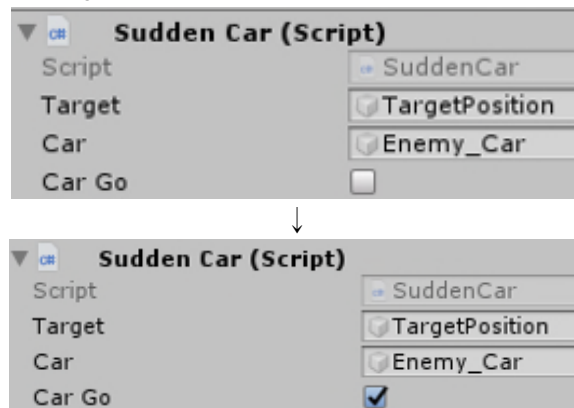 Sudden Car (Script)
Script SuddenCar
Target TargetPosition
Car Enemy_Car
Car Go
↓
Sudden Car (Script)
Script SuddenCar
Target TargetPosition
Car Enemy_Car
Car Go